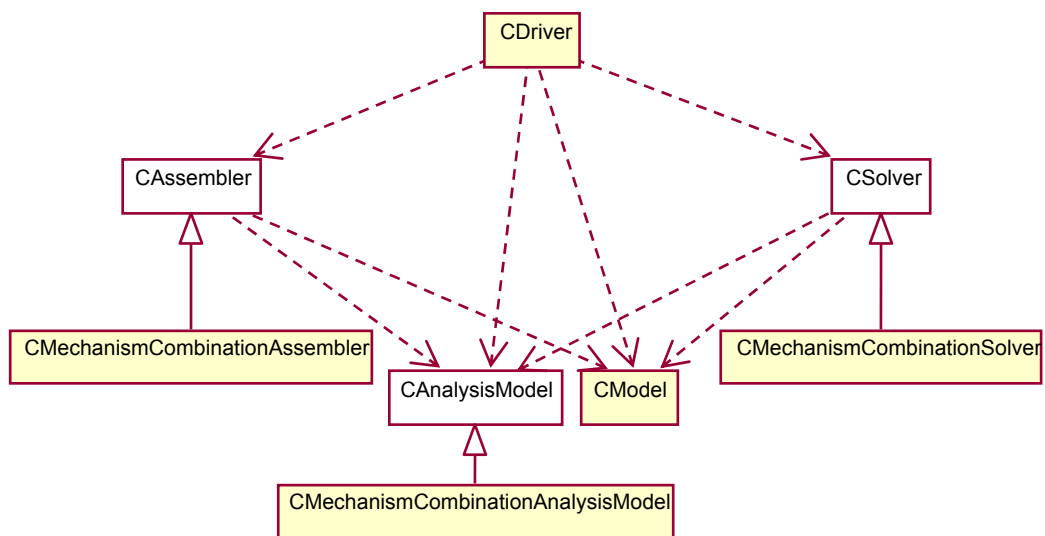 CDriver
CAssembler
CSolver
CMechanismCombinationAssembler
CMechanismCombinationSolver
CAnalysisModel
CModel
CMechanismCombinationAnalysisModel